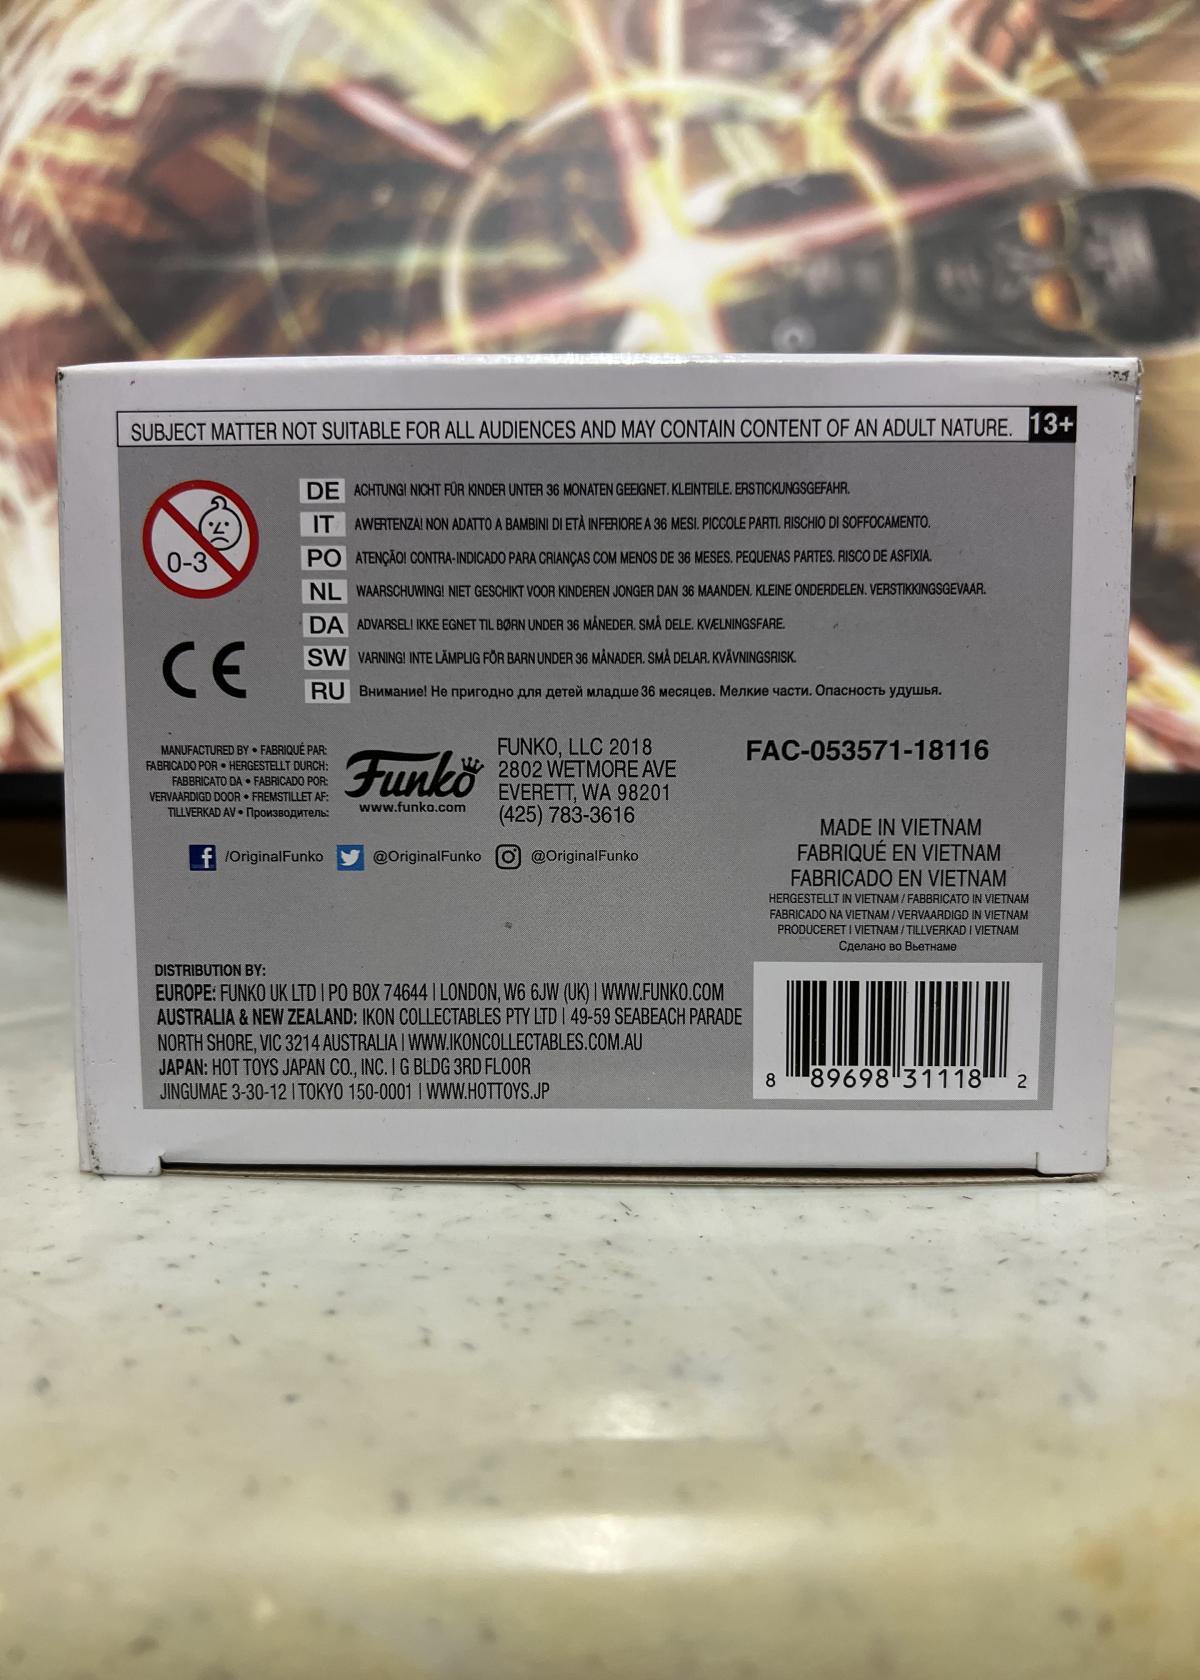 SUBJECT MATTER NOT SUITABLE FOR ALL AUDIENCES AND MAY CONTAIN CONTENT OF AN ADULT NATURE. 13+
0-3
DE ACHTUNG! NICHT FÜR KINDER UNTER 36 MONATEN GEEIGNET. KLEINTEILE. ERSTICKUNGSGEFAHR.
IT AWERTENZA! NON ADATTO A BAMBINI DI ETÀ INFERIORE A 36 MESI. PICCOLE PARTI. RISCHIO DI SOFFOCAMENTO.
PO ATENÇÃO! CONTRA-INDICADO PARA CRIANÇAS COM MENOS DE 36 MESES. PEQUENAS PARTES. RISCO DE ASFIXIA.
NL WAARSCHUWING! NIET GESCHIKT VOOR KINDEREN JONGER DAN 36 MAANDEN. KLEINE ONDERDELEN. VERSTIKKINGSGEVAAR.
DA ADVARSEL! IKKE EGNET TIL BØRN UNDER 36 MÅNEDER. SMÅ DELE. KVÆLNINGSFARE.
SW VARNING! INTE LÄMPLIG FÖR BARN UNDER 36 MÅNADER. SMÅ DELAR. KVÄVNINGSRISK.
RU Внимание! Не пригодно для детей младше 36 месяцев. Мелкие части. Опасность удушья.
CE
MANUFACTURED BY • FABRIQUÉ PAR:
FABRICADO POR • HERGESTELLT DURCH:
FABBRICATO DA • FABRICADO POR:
VERVAARDIGD DOOR • FREMSTILLET AF:
TILLVERKAD AV • Производитель:
Funko
www.funko.com
FUNKO, LLC 2018
2802 WETMORE AVE
EVERETT, WA 98201
(425) 783-3616
FAC-053571-18116
/OriginalFunko @OriginalFunko @OriginalFunko
MADE IN VIETNAM
FABRIQUÉ EN VIETNAM
FABRICADO EN VIETNAM
HERGESTELLT IN VIETNAM / FABBRICATO IN VIETNAM
FABRICADO NA VIETNAM / VERVAARDIGD IN VIETNAM
PRODUCERET I VIETNAM / TILLVERKAD I VIETNAM
Сделано во Вьетнаме
DISTRIBUTION BY:
EUROPE: FUNKO UK LTD | PO BOX 74644 | LONDON, W6 6JW (UK) | WWW.FUNKO.COM
AUSTRALIA & NEW ZEALAND: IKON COLLECTABLES PTY LTD | 49-59 SEABEACH PARADE
NORTH SHORE, VIC 3214 AUSTRALIA | WWW.IKONCOLLECTABLES.COM.AU
JAPAN: HOT TOYS JAPAN CO., INC. | G BLDG 3RD FLOOR
JINGUMAE 3-30-12 | TOKYO 150-0001 | WWW.HOTTOYS.JP
8 89698 31118 2